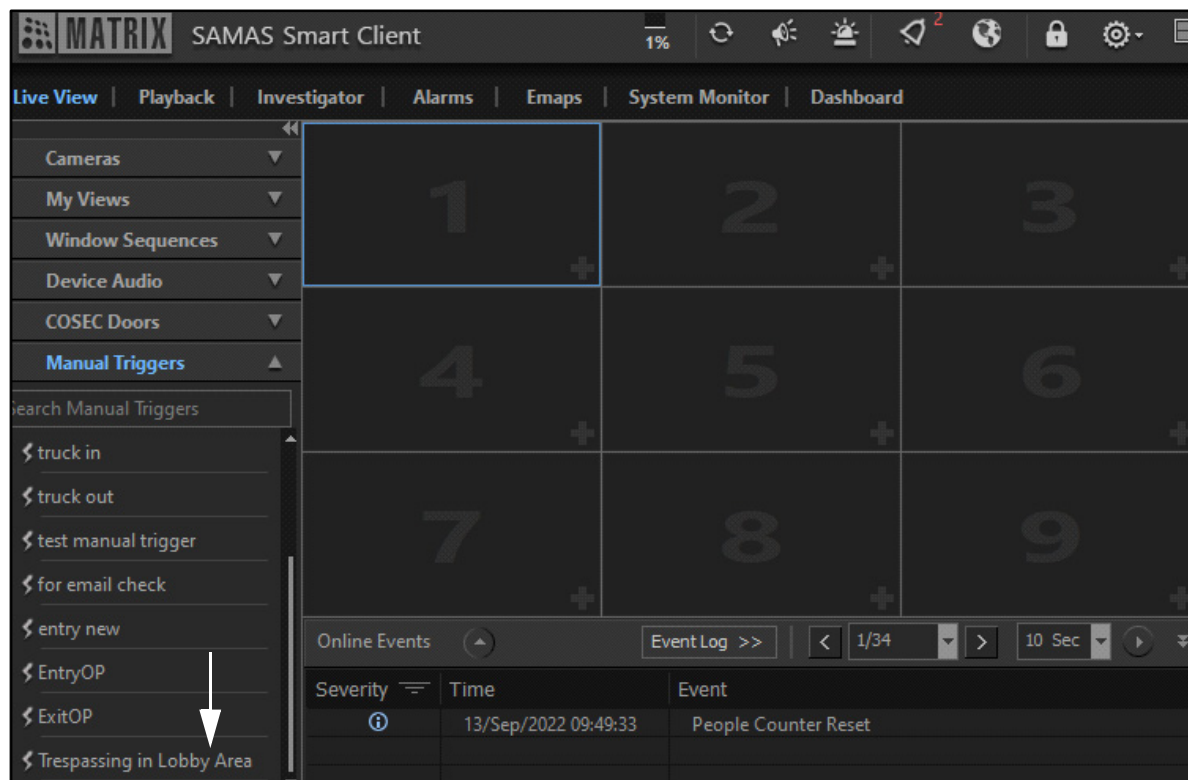 MATRIX SAMAS Smart Client 1% 2
Live View | Playback | Investigator | Alarms | Emaps | System Monitor | Dashboard
Cameras
My Views
Window Sequences
Device Audio
COSEC Doors
Manual Triggers
Search Manual Triggers
truck in
truck out
test manual trigger
for email check
entry new
EntryOP
ExitOP
Trespassing in Lobby Area
1 2 3
4 5 6
7 8 9
Online Events Event Log >> < 1/34 > 10 Sec
Severity Time Event
13/Sep/2022 09:49:33 People Counter Reset